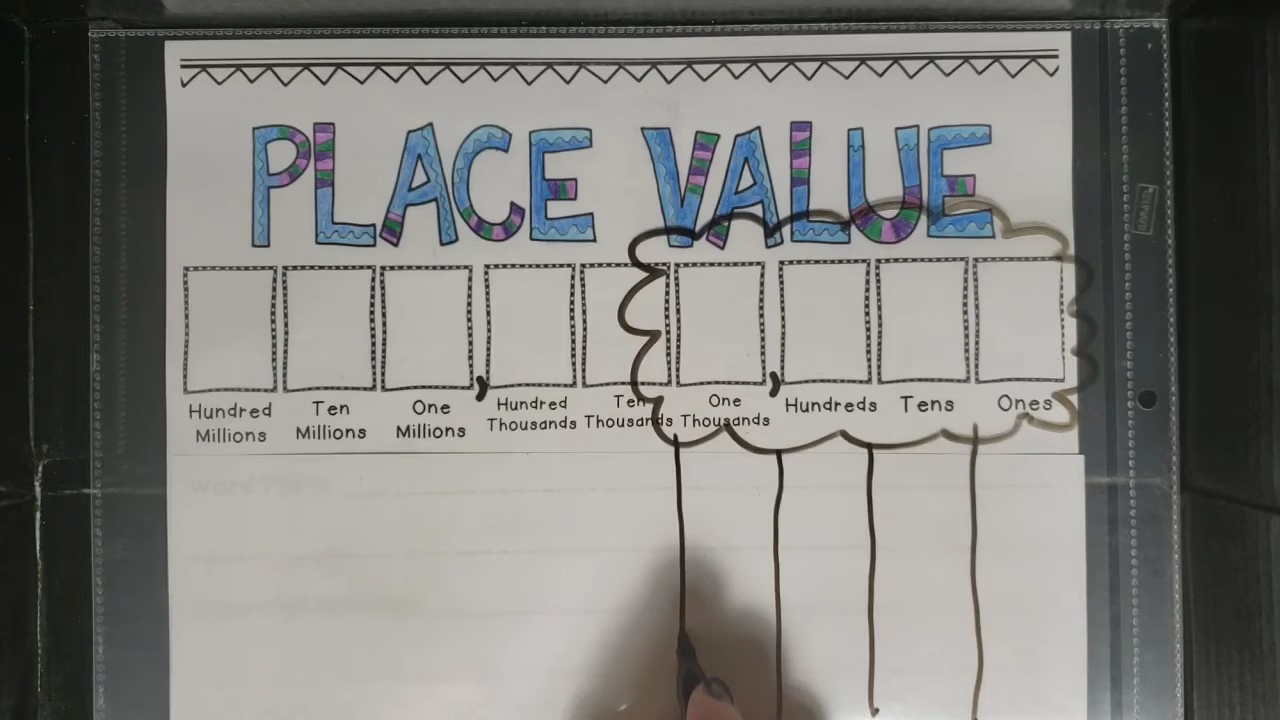 PLACE VALUE
Hundred Millions
Ten Millions
One Millions
,
Hundred Thousands
Ten Thousands
One Thousands
,
Hundreds
Tens
Ones